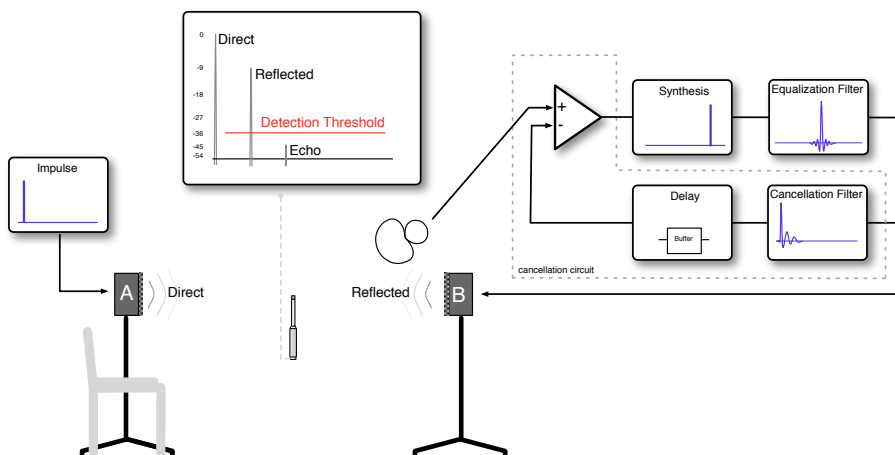 0
Direct
-9
Reflected
-18
-27
Detection Threshold
-36
-45
Echo
-54
Impulse
A
Direct
Reflected
B
+
-
Synthesis
Equalization Filter
Delay
Buffer
Cancellation Filter
cancellation circuit